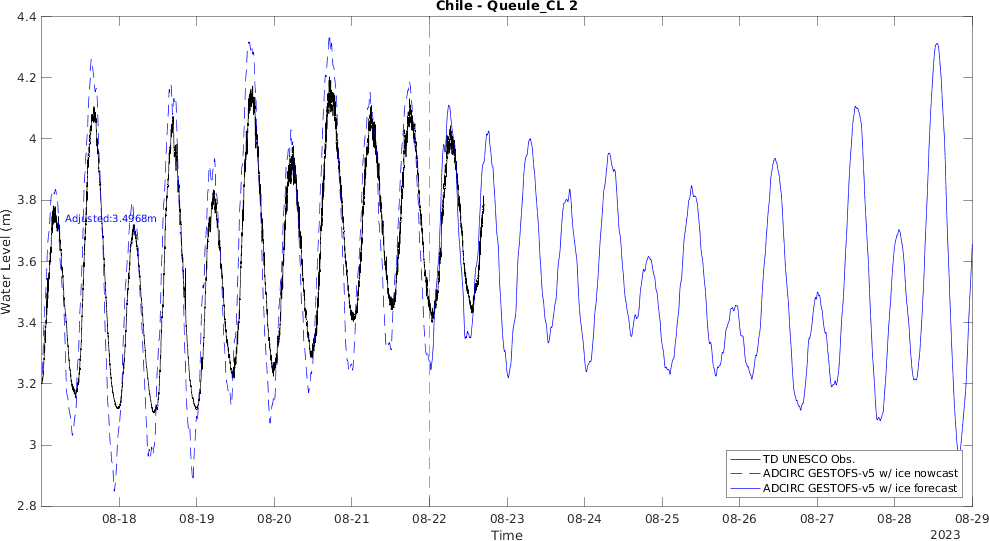 Chile - Queule_CL 2
4.4
4.2
4
3.8
3.6
3.4
3.2
3
2.8
Water Level (m)
Adjusted:3.4968m
TD UNESCO Obs.
ADCIRC GESTOFS-v5 w/ ice nowcast
ADCIRC GESTOFS-v5 w/ ice forecast
08-18 08-19 08-20 08-21 08-22 08-23 08-24 08-25 08-26 08-27 08-28 08-29
Time
2023